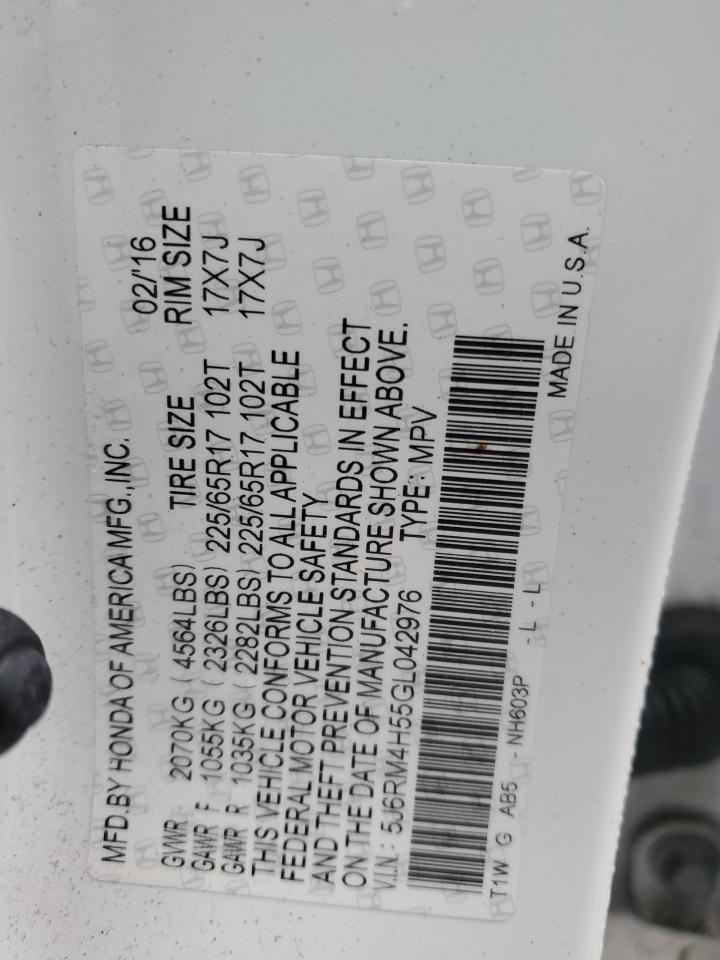 MFD. BY HONDA OF AMERICA MFG., INC. 02/'16
GVWR 2070KG ( 4564LBS) TIRE SIZE RIM SIZE
GAWR F 1055KG ( 2326LBS) 225/65R17 102T 17X7J
GAWR R 1035KG ( 2282LBS) 225/65R17 102T 17X7J
THIS VEHICLE CONFORMS TO ALL APPLICABLE
FEDERAL MOTOR VEHICLE SAFETY
AND THEFT PREVENTION STANDARDS IN EFFECT
ON THE DATE OF MANUFACTURE SHOWN ABOVE.
V.I.N.: 5J6RM4H55GL042976 TYPE: MPV
T1W G AB5 - NH603P - L - L MADE IN U.S.A.